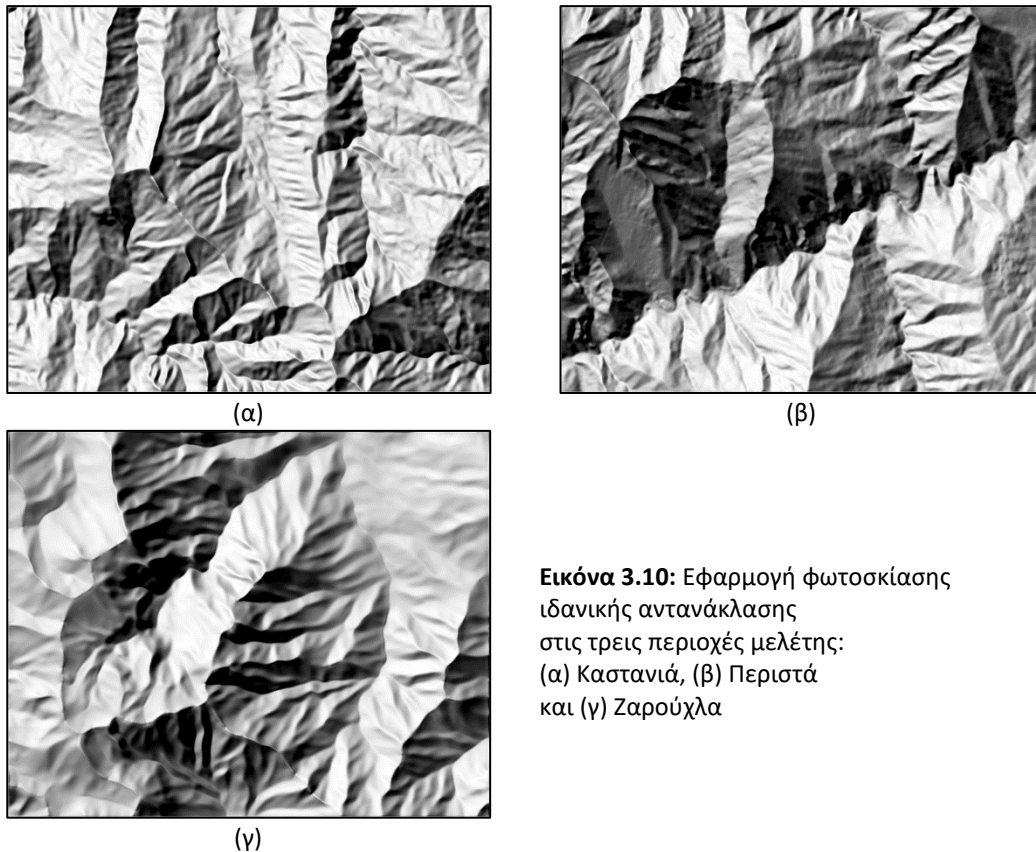 (α)
(β)
(γ)
Εικόνα 3.10: Εφαρμογή φωτοσκίασης
ιδανικής αντανάκλασης
στις τρεις περιοχές μελέτης:
(α) Καστανιά, (β) Περιστά
και (γ) Ζαρούχλα